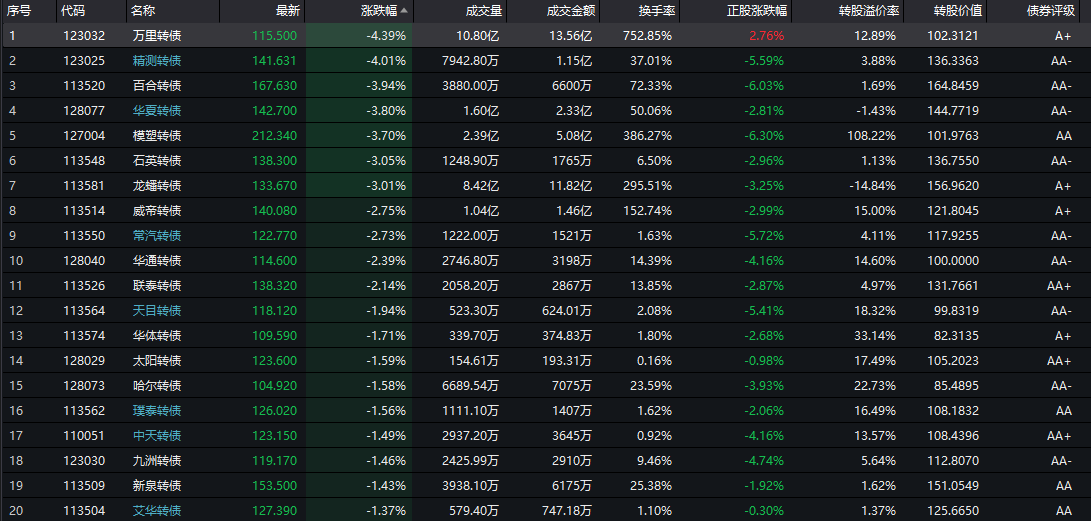 序号 代码 名称 最新 涨跌幅 成交量 成交金额 换手率 正股涨跌幅 转股溢价率 转股价值 债券评级
1 123032 万里转债 115.500 -4.39% 10.80亿 13.56亿 752.85% 2.76% 12.89% 102.3121 A+
2 123025 精测转债 141.631 -4.01% 7942.80万 1.15亿 37.01% -5.59% 3.88% 136.3363 AA-
3 113520 百合转债 167.630 -3.94% 3880.00万 6600万 72.33% -6.03% 1.69% 164.8459 AA-
4 128077 华夏转债 142.700 -3.80% 1.60亿 2.33亿 50.06% -2.81% -1.43% 144.7719 AA-
5 127004 模塑转债 212.340 -3.70% 2.39亿 5.08亿 386.27% -6.30% 108.22% 101.9763 AA
6 113548 石英转债 138.300 -3.05% 1248.90万 1765万 6.50% -2.96% 1.13% 136.7550 AA-
7 113581 龙蟠转债 133.670 -3.01% 8.42亿 11.82亿 295.51% -3.25% -14.84% 156.9620 A+
8 113514 威帝转债 140.080 -2.75% 1.04亿 1.46亿 152.74% -2.99% 15.00% 121.8045 A+
9 113550 常汽转债 122.770 -2.73% 1222.00万 1521万 1.63% -5.72% 4.11% 117.9255 AA-
10 128040 华通转债 114.600 -2.39% 2746.80万 3198万 14.39% -4.16% 14.60% 100.0000 AA-
11 113526 联泰转债 138.320 -2.14% 2058.20万 2867万 13.85% -2.87% 4.97% 131.7661 AA+
12 113564 天目转债 118.120 -1.94% 523.30万 624.01万 2.08% -5.41% 18.32% 99.8319 AA-
13 113574 华体转债 109.590 -1.71% 339.70万 374.83万 1.80% -2.68% 33.14% 82.3135 A+
14 128029 太阳转债 123.600 -1.59% 154.61万 193.31万 0.16% -0.98% 17.49% 105.2023 AA+
15 128073 哈尔转债 104.920 -1.58% 6689.54万 7075万 23.59% -3.93% 22.73% 85.4895 AA-
16 113562 璞泰转债 126.020 -1.56% 1111.10万 1407万 1.62% -2.06% 16.49% 108.1832 AA
17 110051 中天转债 123.150 -1.49% 2937.20万 3645万 0.92% -4.16% 13.57% 108.4396 AA+
18 123030 九洲转债 119.170 -1.46% 2425.99万 2910万 9.46% -4.74% 5.64% 112.8070 AA-
19 113509 新泉转债 153.500 -1.43% 3938.10万 6175万 25.38% -1.92% 1.62% 151.0549 AA
20 113504 艾华转债 127.390 -1.37% 579.40万 747.18万 1.10% -0.30% 1.37% 125.6650 AA